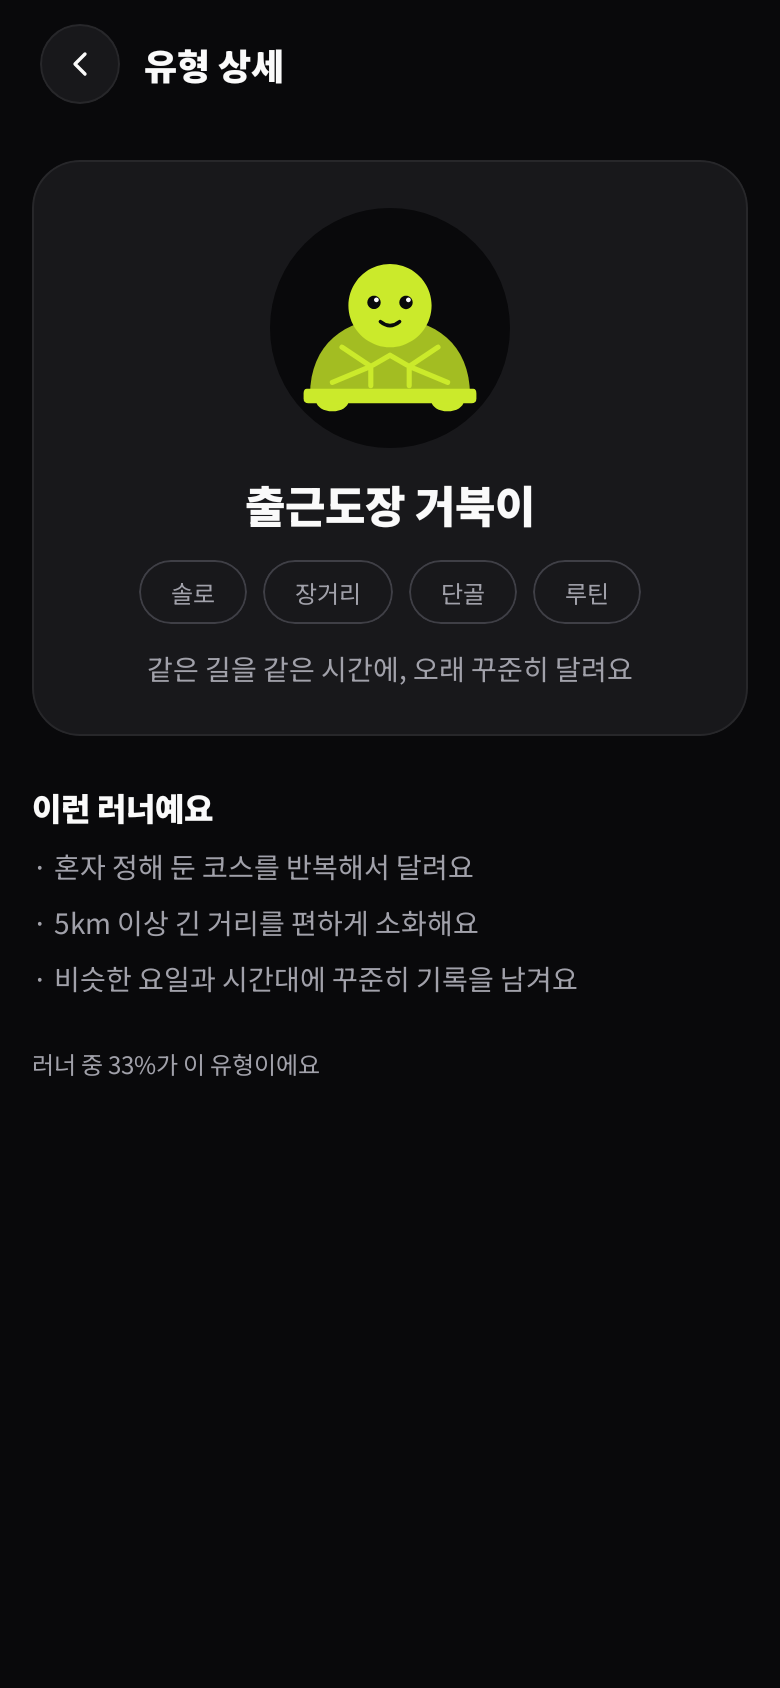 유형 상세
출근도장 거북이
솔로 장거리 단골 루틴
같은 길을 같은 시간에, 오래 꾸준히 달려요
이런 러너예요
· 혼자 정해 둔 코스를 반복해서 달려요
· 5km 이상 긴 거리를 편하게 소화해요
· 비슷한 요일과 시간대에 꾸준히 기록을 남겨요
러너 중 33%가 이 유형이에요